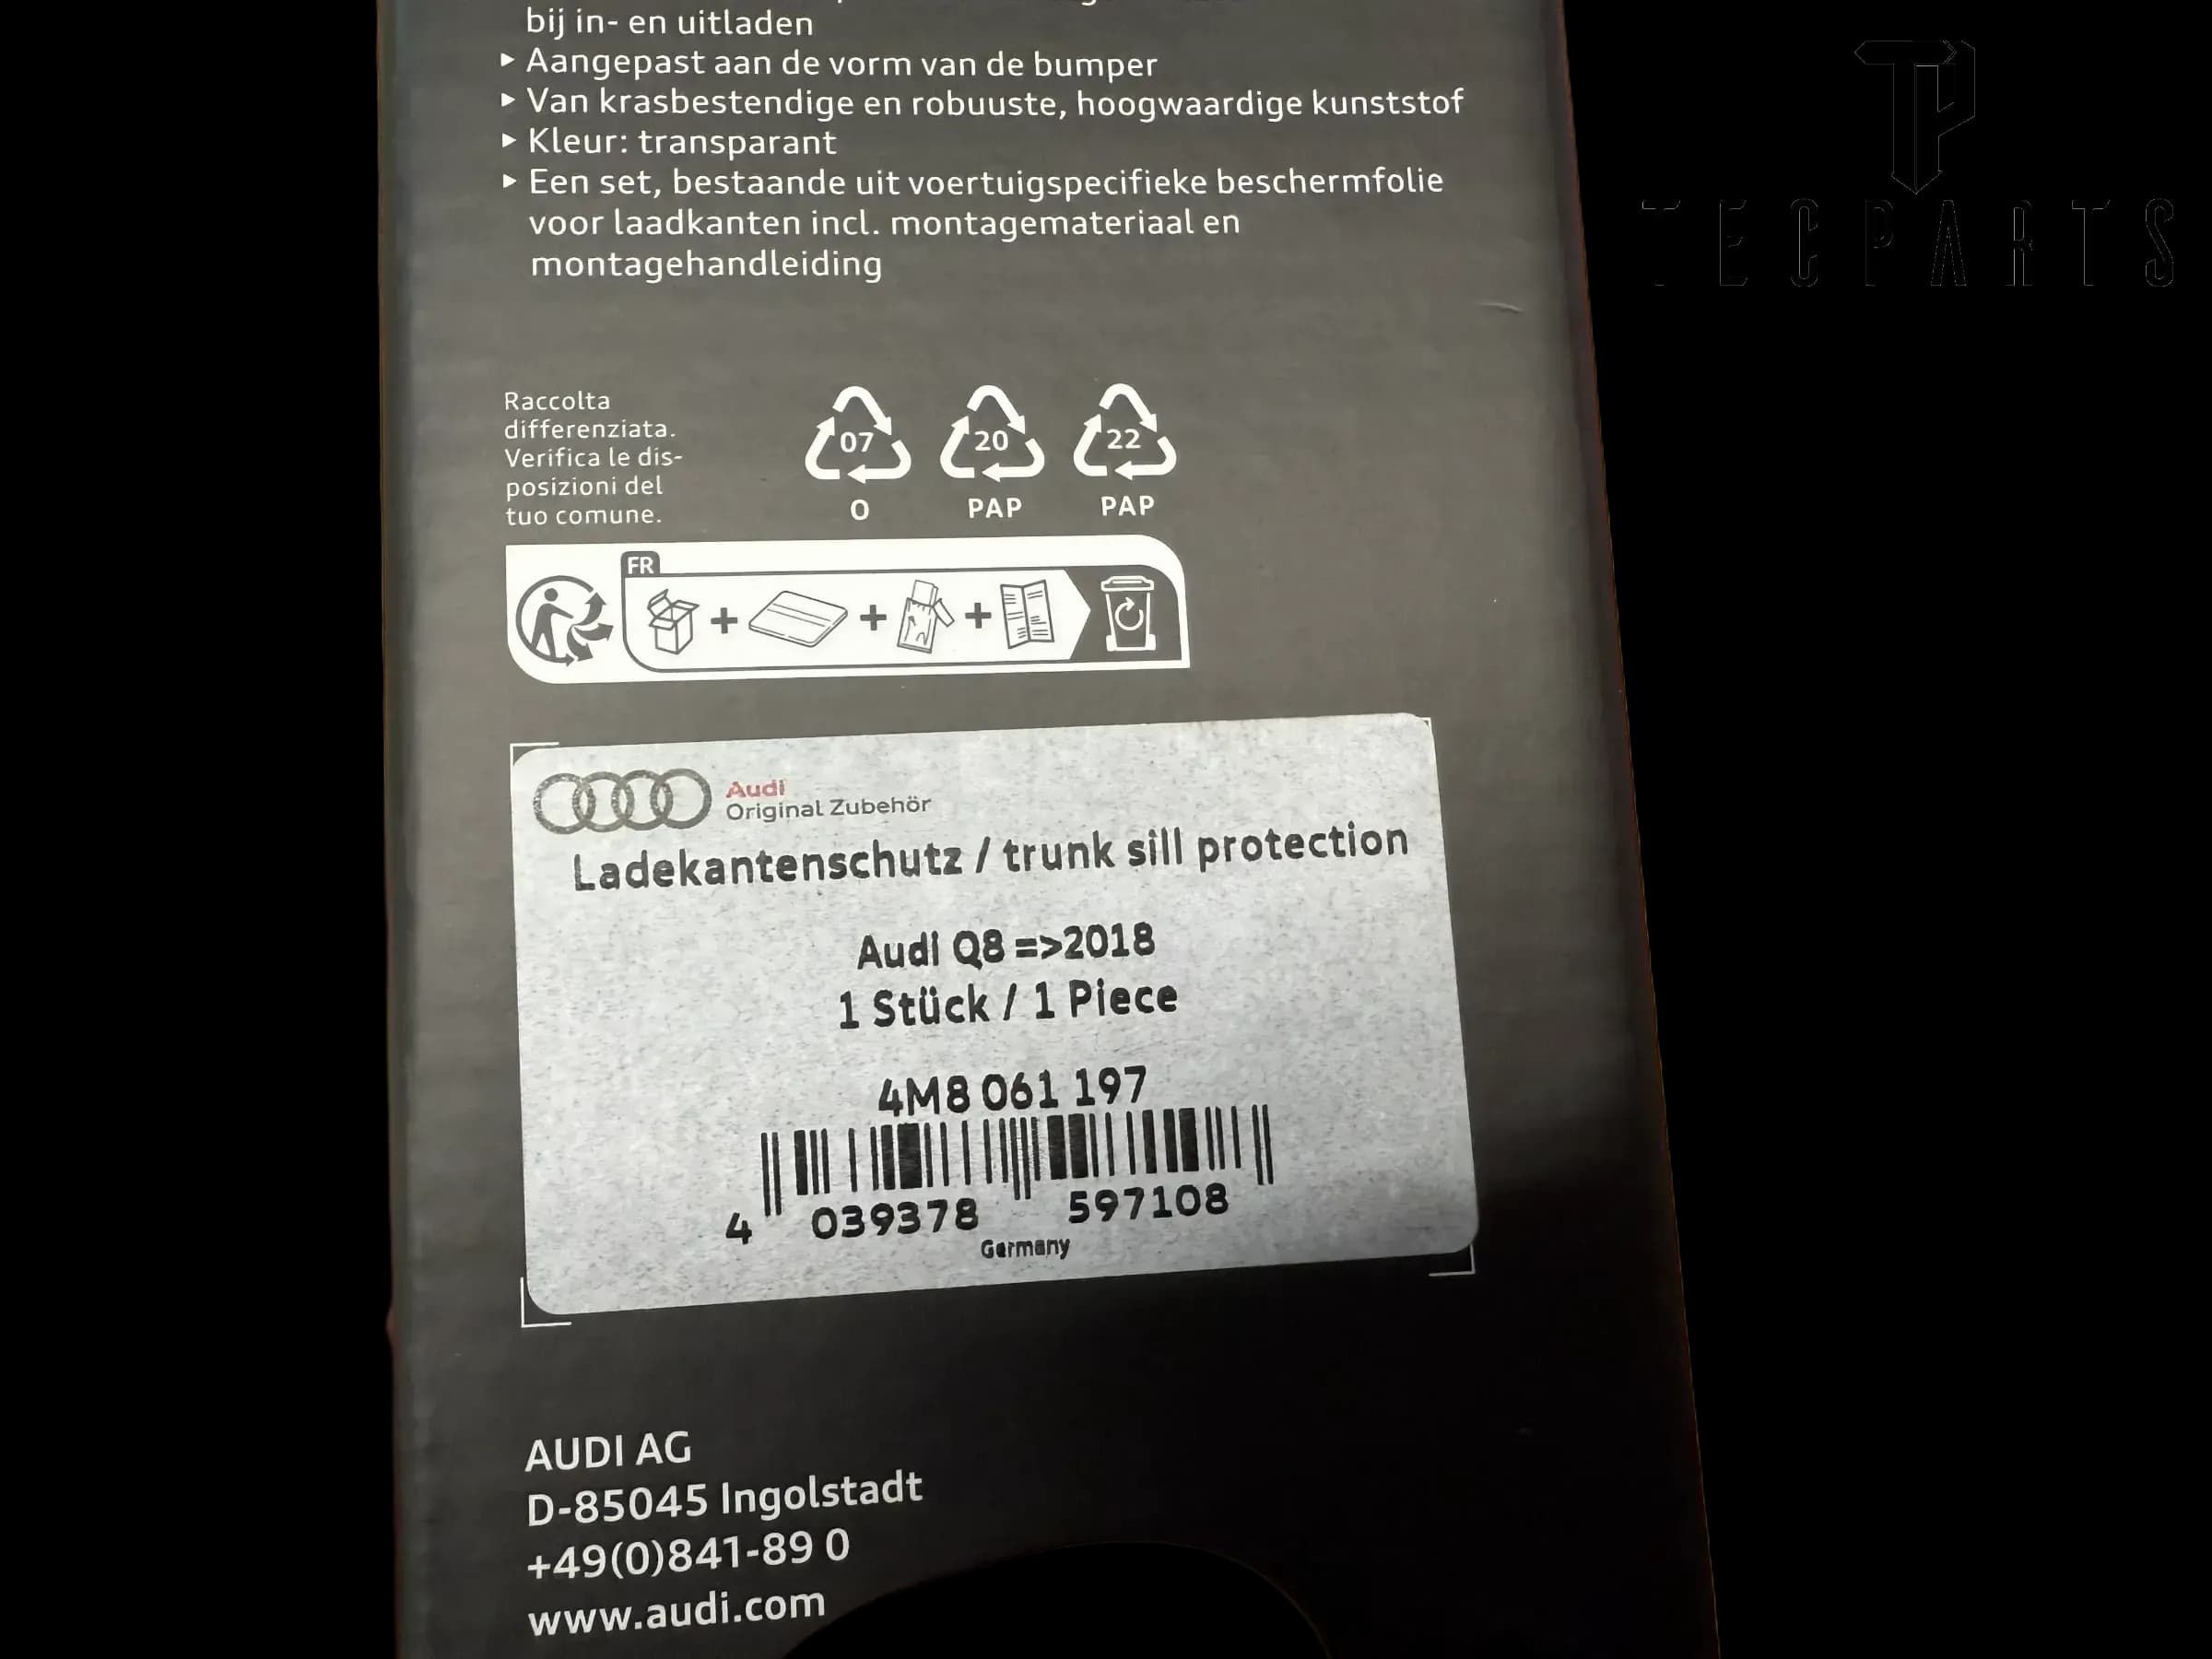 bij in- en uitladen
▸ Aangepast aan de vorm van de bumper
▸ Van krasbestendige en robuuste, hoogwaardige kunststof
▸ Kleur: transparant
▸ Een set, bestaande uit voertuigspecifieke beschermfolie
voor laadkanten incl. montagemateriaal en
montagehandleiding
TP
TECPARTS
Raccolta
differenziata.
Verifica le dis-
posizioni del
tuo comune.
07 20 22
O PAP PAP
FR
Audi
Original Zubehör
Ladekantenschutz / trunk sill protection
Audi Q8 =>2018
1 Stück / 1 Piece
4M8 061 197
4 039378 597108
Germany
AUDI AG
D-85045 Ingolstadt
+49(0)841-89 0
www.audi.com